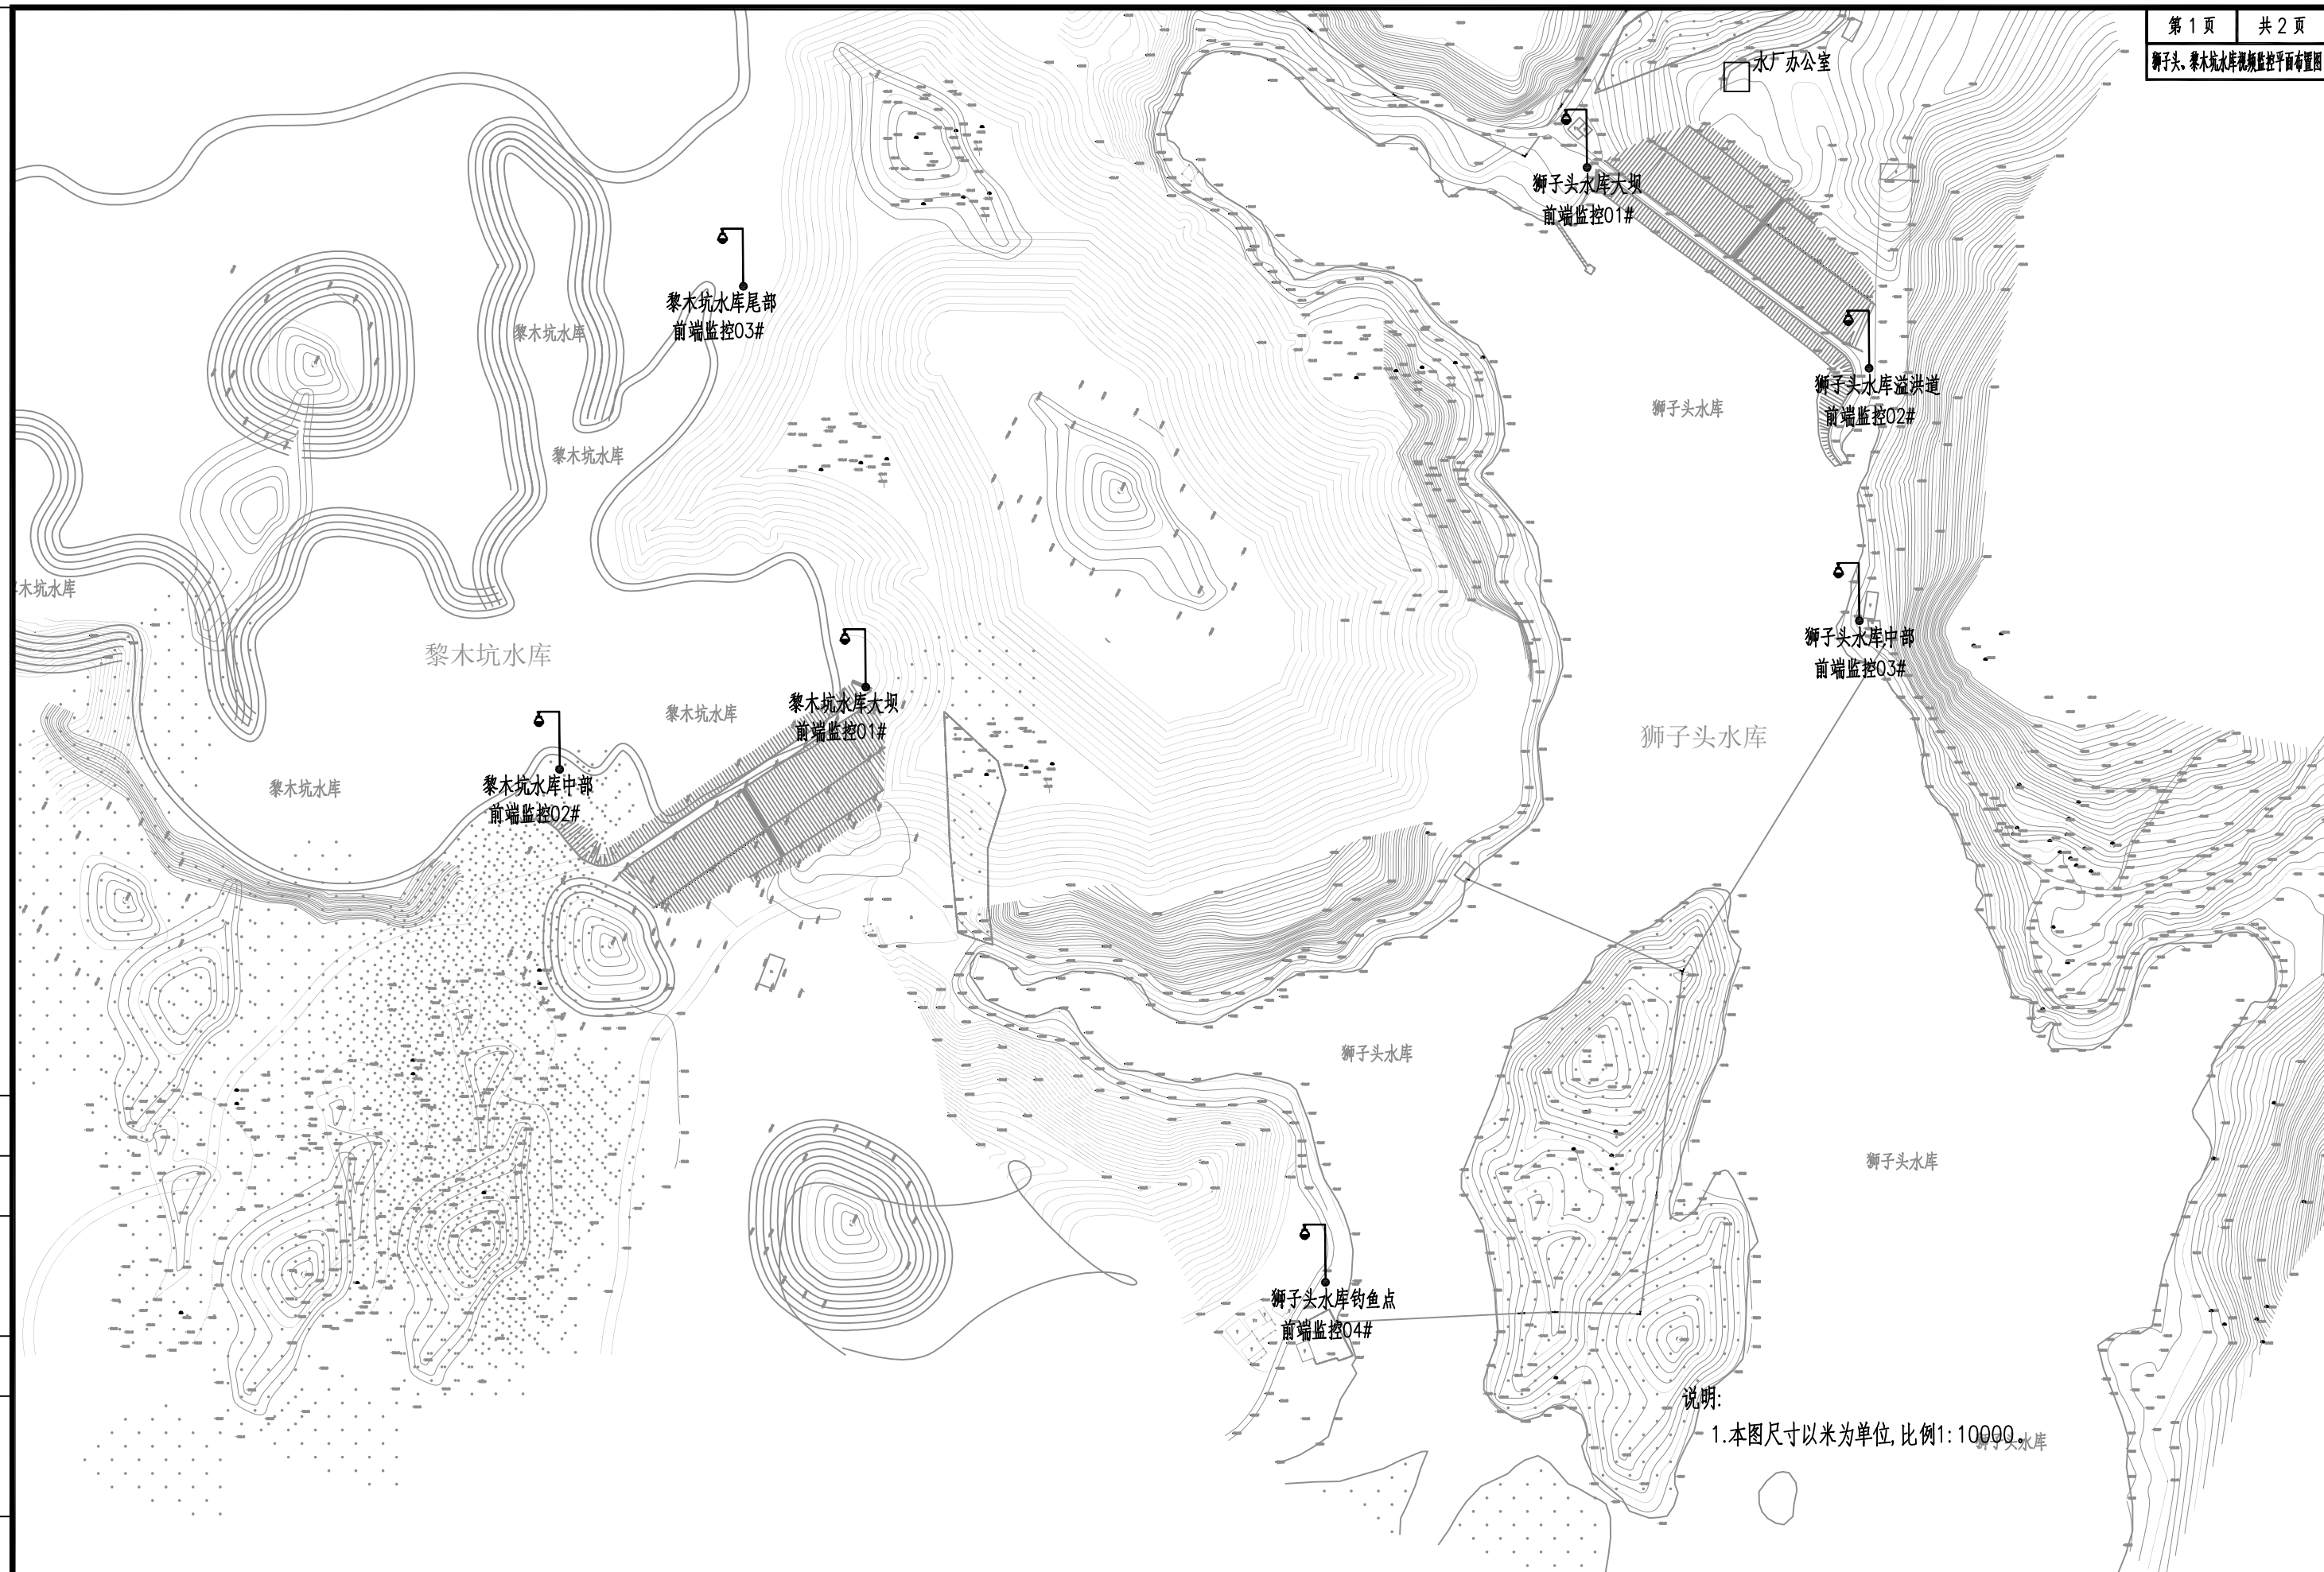 第 1 页 共 2 页
狮子头、黎木坑水库视频监控平面布置图
水厂办公室
狮子头水库大坝
前端监控01#
黎木坑水库尾部
前端监控03#
黎木坑水库
狮子头水库溢洪道
前端监控02#
狮子头水库
黎木坑水库
木坑水库
狮子头水库中部
前端监控03#
黎木坑水库
黎木坑水库大坝
前端监控01#
黎木坑水库
狮子头水库
黎木坑水库中部
前端监控02#
黎木坑水库
狮子头水库
狮子头水库
狮子头水库钓鱼点
前端监控04#
说明:
1.本图尺寸以米为单位,比例1:10000。
狮子头水库